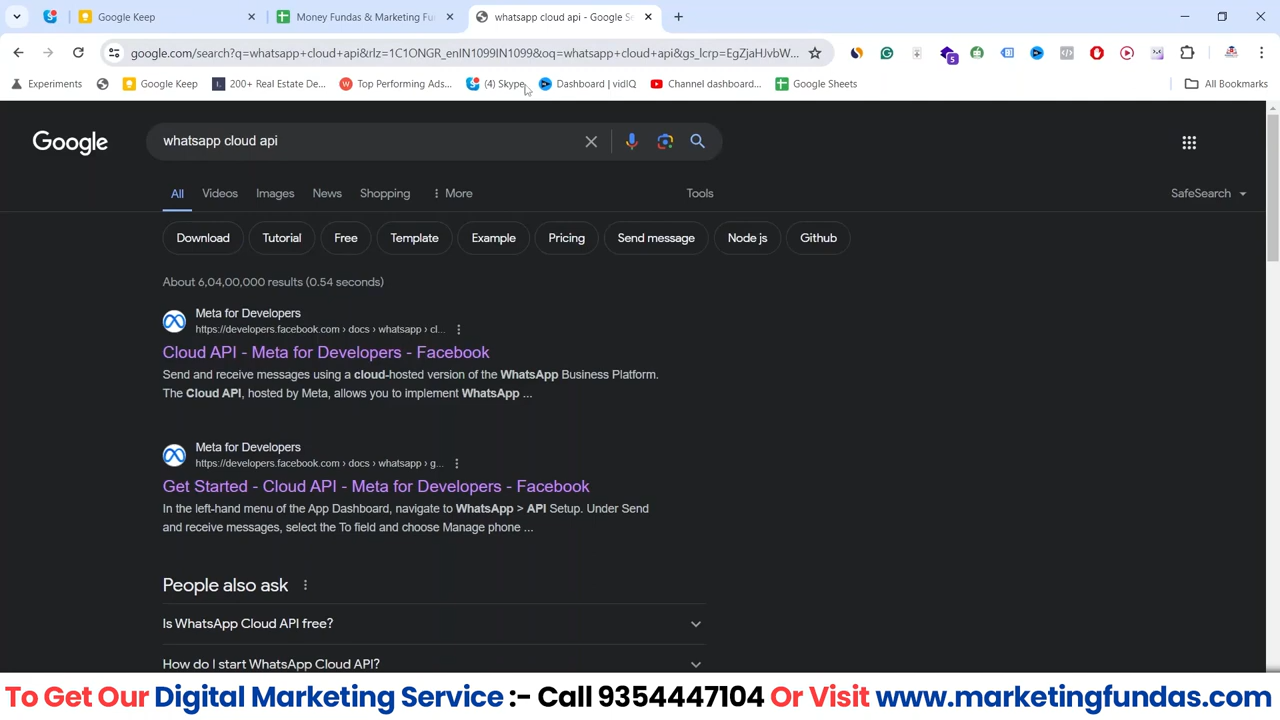 Google Keep
Money Fundas & Marketing Fu
whatsapp cloud api - Google Se
google.com/search?q=whatsapp+cloud+api&rlz=1C1ONGR_enIN1099IN1099&oq=whatsapp+cloud+api&gs_lcrp=EgZjaHJvbW...
5
Experiments
Google Keep
200+ Real Estate De...
Top Performing Ads...
(4) Skype
Dashboard | vidIQ
Channel dashboard...
Google Sheets
All Bookmarks
Google
whatsapp cloud api
All
Videos
Images
News
Shopping
More
Tools
SafeSearch
Download
Tutorial
Free
Template
Example
Pricing
Send message
Node js
Github
About 6,04,00,000 results (0.54 seconds)
Meta for Developers
https://developers.facebook.com › docs › whatsapp › cl...
Cloud API - Meta for Developers - Facebook
Send and receive messages using a cloud-hosted version of the WhatsApp Business Platform.
The Cloud API, hosted by Meta, allows you to implement WhatsApp ...
Meta for Developers
https://developers.facebook.com › docs › whatsapp › g...
Get Started - Cloud API - Meta for Developers - Facebook
In the left-hand menu of the App Dashboard, navigate to WhatsApp > API Setup. Under Send
and receive messages, select the To field and choose Manage phone ...
People also ask
Is WhatsApp Cloud API free?
How do I start WhatsApp Cloud API?
To Get Our Digital Marketing Service :- Call 9354447104 Or Visit www.marketingfundas.com